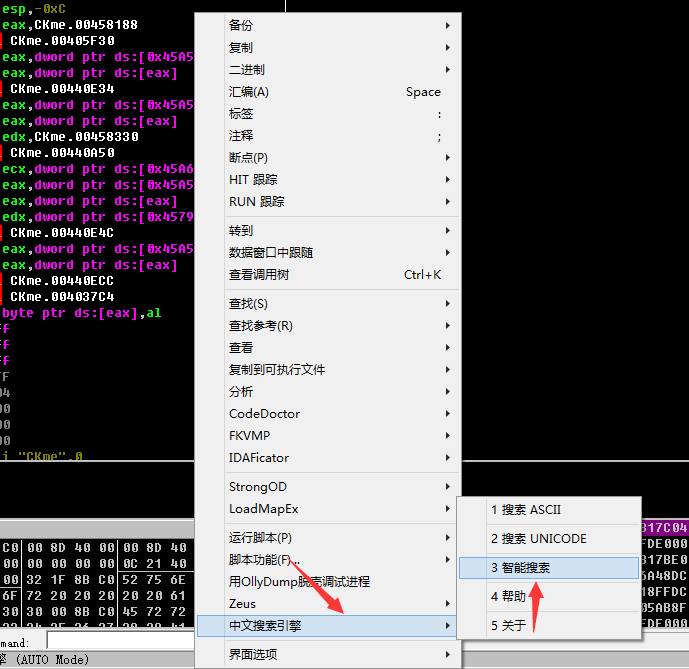 esp,-0xC
eax,CKme.00458188
CKme.00405F30
eax,dword ptr ds:[0x45A5
eax,dword ptr ds:[eax]
CKme.00440E34
eax,dword ptr ds:[0x45A5
eax,dword ptr ds:[eax]
edx,CKme.00458330
CKme.00440A50
ecx,dword ptr ds:[0x45A6
eax,dword ptr ds:[0x45A5
eax,dword ptr ds:[eax]
edx,dword ptr ds:[0x4579
CKme.00440E4C
eax,dword ptr ds:[0x45A5
eax,dword ptr ds:[eax]
CKme.00440ECC
CKme.004037C4
byte ptr ds:[eax],al
i "CKme",0
备份
复制
二进制
汇编(A) Space
标签 :
注释 ;
断点(P)
HIT 跟踪
RUN 跟踪
转到
数据窗口中跟随
查看调用树 Ctrl+K
查找(S)
查找参考(R)
查看
复制到可执行文件
分析
CodeDoctor
FKVMP
IDAFicator
StrongOD
LoadMapEx
运行脚本(P)
脚本功能(F)...
用OllyDump脱壳调试进程
Zeus
中文搜索引擎
界面选项
1 搜索 ASCII
2 搜索 UNICODE
3 智能搜索
4 帮助
5 关于
C0 00 8D 40 00 00 8D 40
00 00 00 00 00 0C 21 40
00 32 1F 8B C0 52 75 6E
6F 72 20 20 20 20 20 61
30 30 00 8B C0 45 72 72
317C04
FDE000
317BE0
5A48DC
18FFDC
05AB8F
FDE000
mand:
(AUTO Mode)